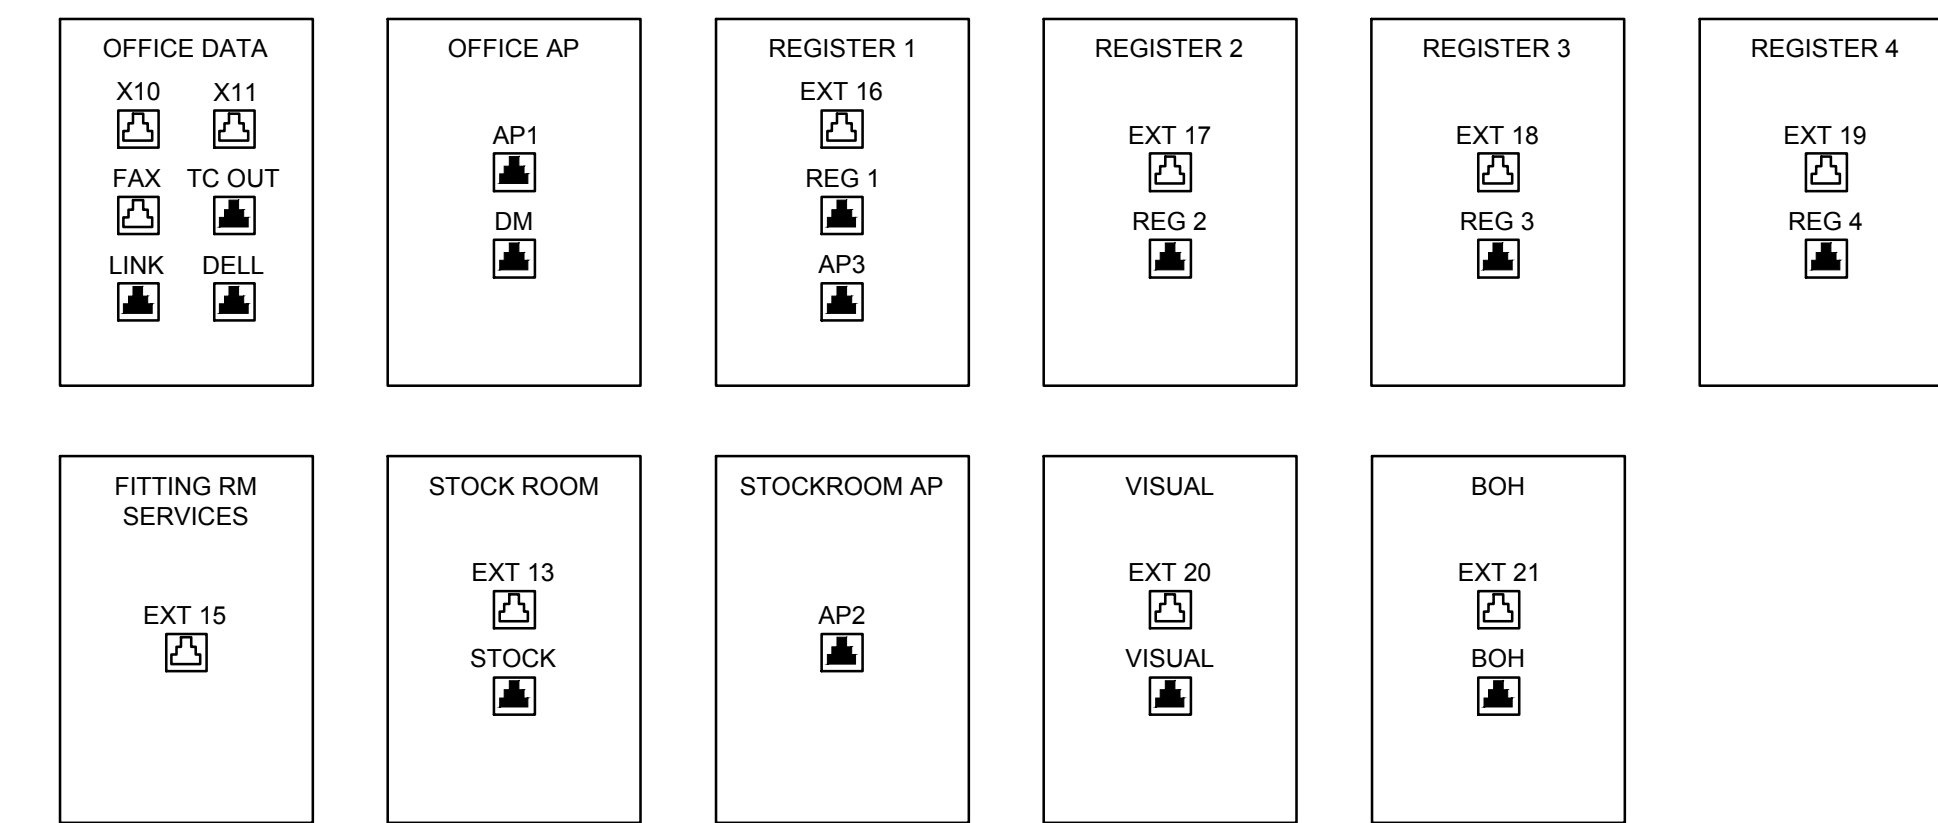 OFFICE DATA
X10 X11
FAX TC OUT
LINK DELL
OFFICE AP
AP1
DM
REGISTER 1
EXT 16
REG 1
AP3
REGISTER 2
EXT 17
REG 2
REGISTER 3
EXT 18
REG 3
REGISTER 4
EXT 19
REG 4
FITTING RM
SERVICES
EXT 15
STOCK ROOM
EXT 13
STOCK
STOCKROOM AP
AP2
VISUAL
EXT 20
VISUAL
BOH
EXT 21
BOH